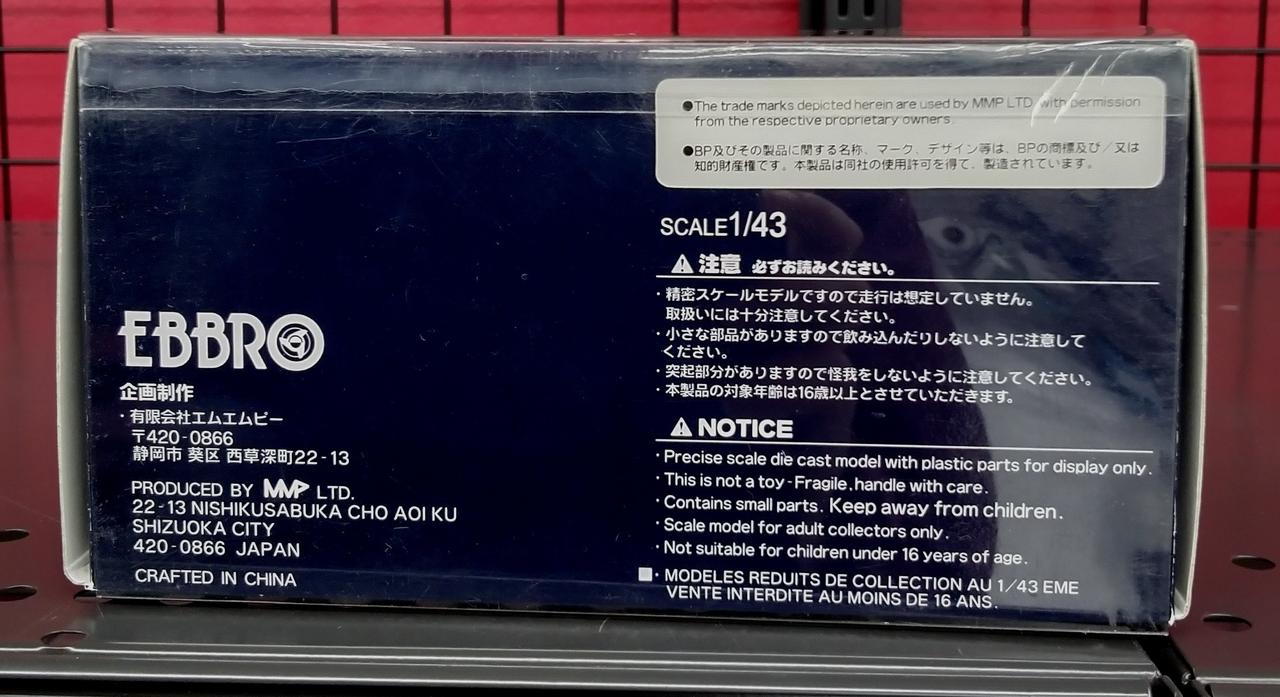 ●The trade marks depicted herein are used by MMP LTD. with permission
from the respective proprietary owners.
●BP及びその製品に関する名称、マーク、デザイン等は、BPの商標及び／又は
知的財産権です。本製品は同社の使用許可を得て、製造されています。
SCALE1/43
⚠注意 必ずお読みください。
・精密スケールモデルですので走行は想定していません。
取扱いには十分注意してください。
・小さな部品がありますので飲み込んだりしないように注意して
ください。
・突起部分がありますので怪我をしないように注意してください。
・本製品の対象年齢は16歳以上とさせていただきます。
⚠NOTICE
・Precise scale die cast model with plastic parts for display only.
・This is not a toy-Fragile.handle with care.
・Contains small parts. Keep away from children.
・Scale model for adult collectors only.
・Not suitable for children under 16 years of age.
・MODELES REDUITS DE COLLECTION AU 1/43 EME
VENTE INTERDITE AU MOINS DE 16 ANS.
EBBRO
企画制作
・有限会社エムエムピー
〒420-0866
静岡市 葵区 西草深町22-13
PRODUCED BY MMP LTD.
22-13 NISHIKUSABUKA CHO AOI KU
SHIZUOKA CITY
420-0866 JAPAN
CRAFTED IN CHINA